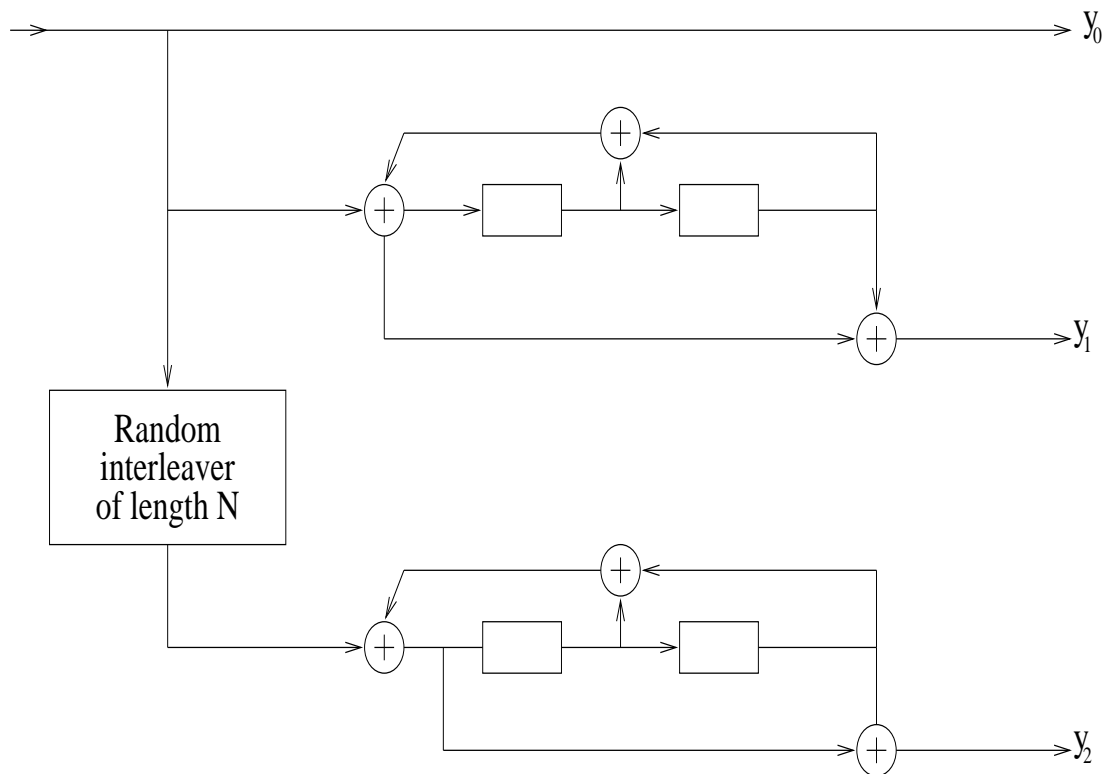 y₀
y₁
Random
interleaver
of length N
y₂